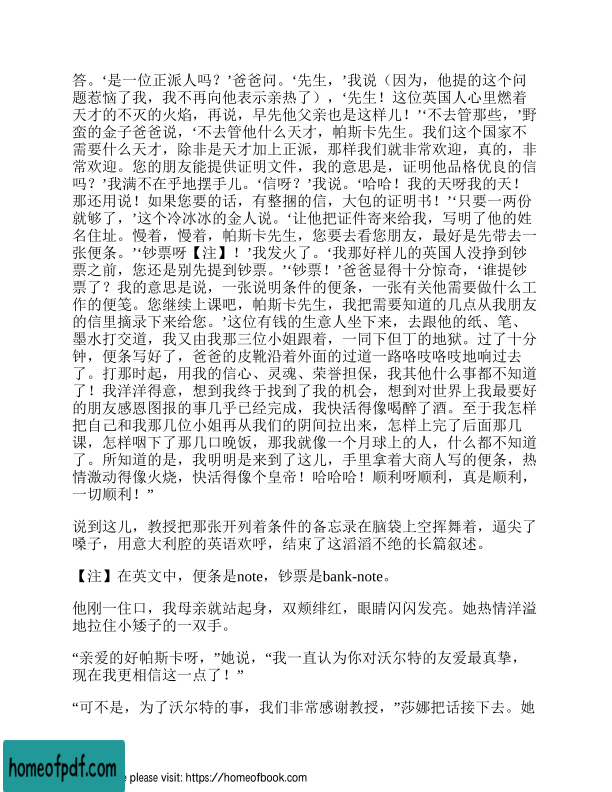 答。‘是一位正派人吗？’爸爸问。‘先生，’我说（因为，他提的这个问
题惹恼了我，我不再向他表示亲热了），‘先生！这位英国人心里燃着
天才的不灭的火焰，再说，早先他父亲也是这样儿！’‘不去管那些，’野
蛮的金子爸爸说，‘不去管他什么天才，帕斯卡先生。我们这个国家不
需要什么天才，除非是天才加上正派，那样我们就非常欢迎，真的，非
常欢迎。您的朋友能提供证明文件，我的意思是，证明他品格优良的信
吗？’我满不在乎地摆手儿。‘信呀？’我说。‘哈哈！我的天呀我的天！
那还用说！如果您要的话，有整捆的信，大包的证明书！’‘只要一两份
就够了，’这个冷冰冰的金人说。‘让他把证件寄来给我，写明了他的姓
名住址。慢着，慢着，帕斯卡先生，您要去看您朋友，最好是先带去一
张便条。’‘钞票呀【注】！’我发火了。‘我那好样儿的英国人没挣到钞
票之前，您还是别先提到钞票。’‘钞票！’爸爸显得十分惊奇，‘谁提钞
票了？我的意思是说，一张说明条件的便条，一张有关他需要做什么工
作的便笺。您继续上课吧，帕斯卡先生，我把需要知道的几点从我朋友
的信里摘录下来给您。’这位有钱的生意人坐下来，去跟他的纸、笔、
墨水打交道，我又由我那三位小姐跟着，一同下但丁的地狱。过了十分
钟，便条写好了，爸爸的皮靴沿着外面的过道一路咯吱咯吱地响过去
了。打那时起，用我的信心、灵魂、荣誉担保，我其他什么事都不知道
了！我洋洋得意，想到我终于找到了我的机会，想到对世界上我最要好
的朋友感恩图报的事几乎已经完成，我快活得像喝醉了酒。至于我怎样
把自己和我那几位小姐再从我们的阴间拉出来，怎样上完了后面那几
课，怎样咽下了那几口晚饭，那我就像一个月球上的人，什么都不知道
了。所知道的是，我明明是来到了这儿，手里拿着大商人写的便条，热
情激动得像火烧，快活得像个皇帝！哈哈哈！顺利呀顺利，真是顺利，
一切顺利！”
说到这儿，教授把那张开列着条件的备忘录在脑袋上空挥舞着，逼尖了
嗓子，用意大利腔的英语欢呼，结束了这滔滔不绝的长篇叙述。
【注】在英文中，便条是note，钞票是bank-note。
他刚一住口，我母亲就站起身，双颊绯红，眼睛闪闪发亮。她热情洋溢
地拉住小矮子的一双手。
“亲爱的好帕斯卡呀，”她说，“我一直认为你对沃尔特的友爱最真挚，
现在我更相信这一点了！”
“可不是，为了沃尔特的事，我们非常感谢教授，”莎娜把话接下去。她
homeofpdf.com
e please visit: https://homeofbook.com